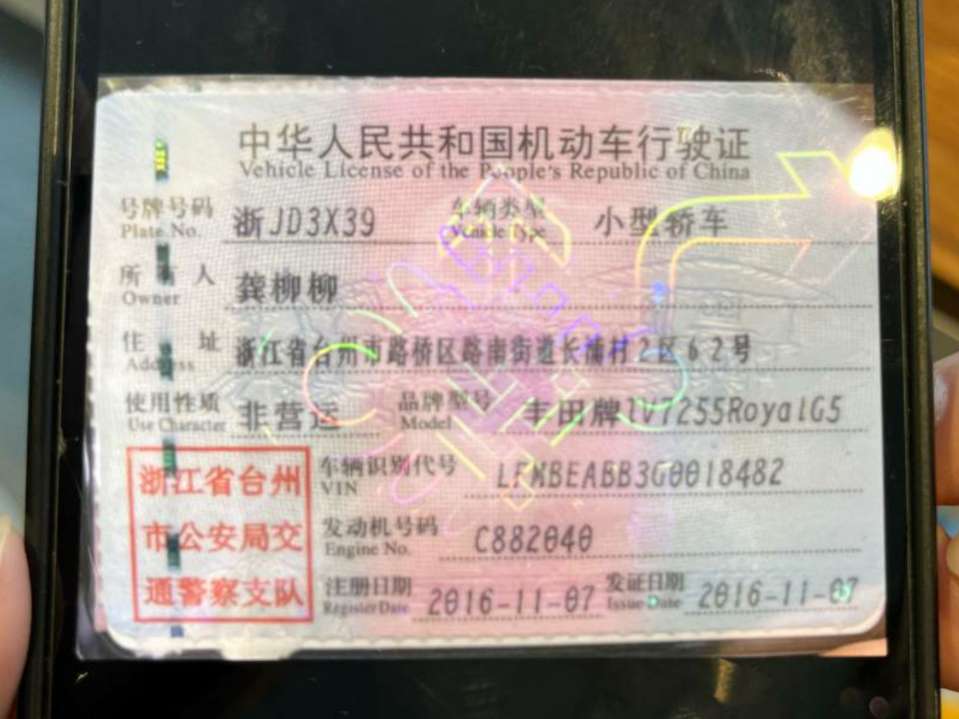 中华人民共和国机动车行驶证
Vehicle License of the People's Republic of China
号牌号码 浙JD3X39 车辆类型 小型轿车
Plate No. Vehicle Type
所有人 龚柳柳
Owner
住址 浙江省台州市路桥区路南街道长浦村2区62号
Address
使用性质 非营运 品牌型号 丰田牌TV7255RoyalG5
Use Character Model
浙江省台州
市公安局交
通警察支队
车辆识别代号 LFMBEABB3G0018482
VIN
发动机号码 C882040
Engine No.
注册日期 2016-11-07 发证日期 2016-11-07
Register Date Issue Date